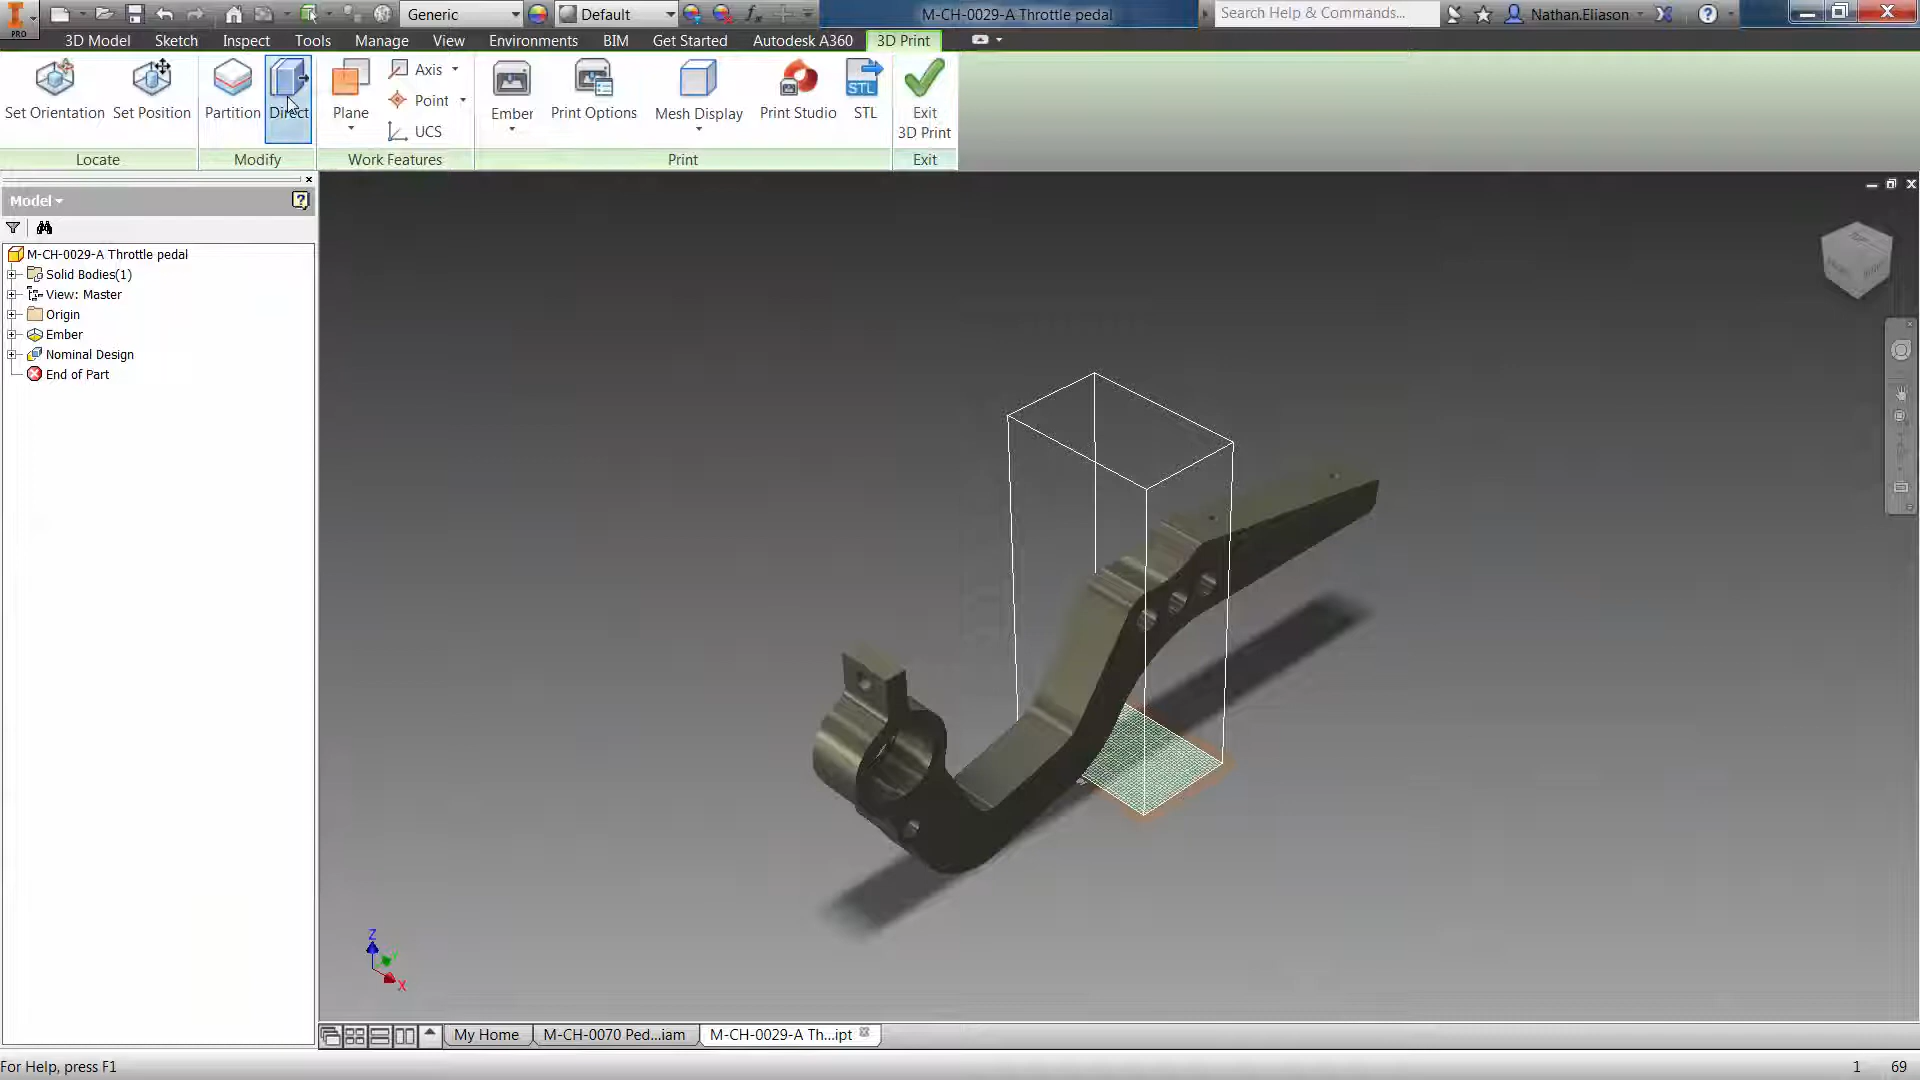 Generic
Default
M-CH-0029-A Throttle pedal
Search Help & Commands...
Nathan.Eliason
PRO
3D Model
Sketch
Inspect
Tools
Manage
View
Environments
BIM
Get Started
Autodesk A360
3D Print
Set Orientation
Set Position
Partition
Direct
Plane
Axis
Point
UCS
Ember
Print Options
Mesh Display
Print Studio
STL
STL
Exit
3D Print
Locate
Modify
Work Features
Print
Exit
Model
M-CH-0029-A Throttle pedal
Solid Bodies(1)
View: Master
Origin
Ember
Nominal Design
End of Part
Z
X
My Home
M-CH-0070 Ped...iam
M-CH-0029-A Th...ipt
For Help, press F1
1
69